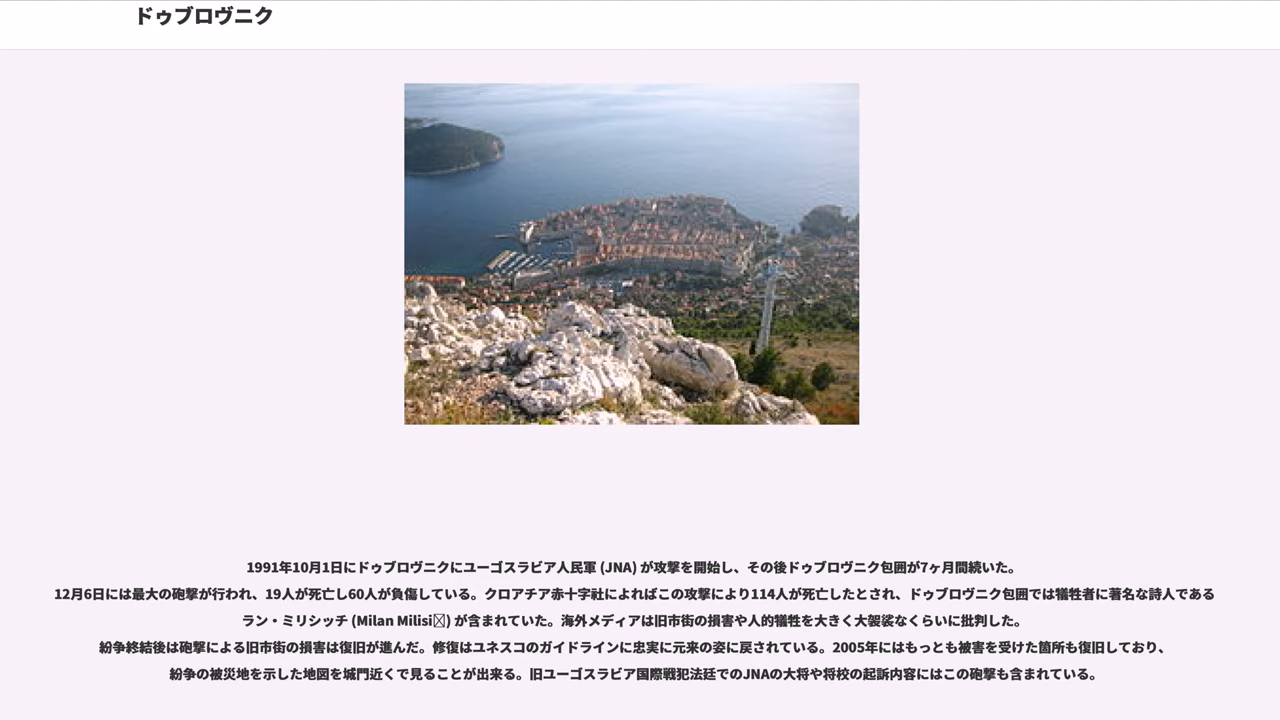 ドゥブロヴニク
1991年10月1日にドゥブロヴニクにユーゴスラビア人民軍 (JNA) が攻撃を開始し、その後ドゥブロヴニク包囲が7ヶ月間続いた。
12月6日には最大の砲撃が行われ、19人が死亡し60人が負傷している。クロアチア赤十字社によればこの攻撃により114人が死亡したとされ、ドゥブロヴニク包囲では犠牲者に著名な詩人である
ラン・ミリシッチ (Milan Milisi□) が含まれていた。海外メディアは旧市街の損害や人的犠牲を大きく大袈裟なくらいに批判した。
紛争終結後は砲撃による旧市街の損害は復旧が進んだ。修復はユネスコのガイドラインに忠実に元来の姿に戻されている。2005年にはもっとも被害を受けた箇所も復旧しており、
紛争の被災地を示した地図を城門近くで見ることが出来る。旧ユーゴスラビア国際戦犯法廷でのJNAの大将や将校の起訴内容にはこの砲撃も含まれている。